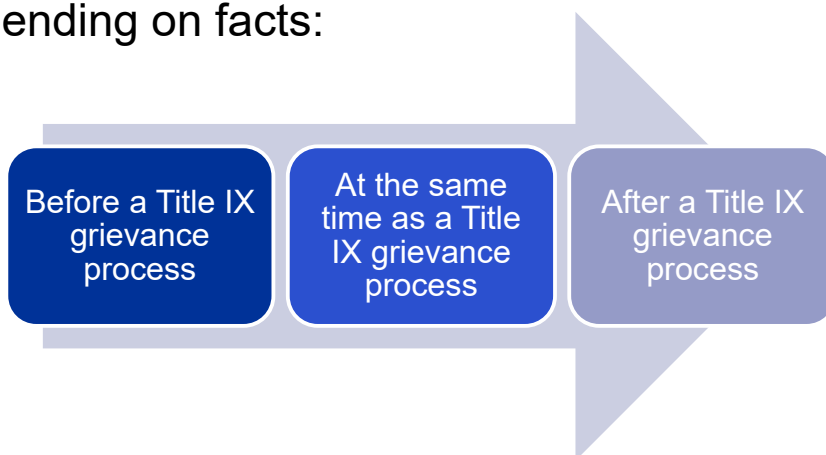 ending on facts:
Before a Title IX
grievance
process
At the same
time as a Title
IX grievance
process
After a Title IX
grievance
process